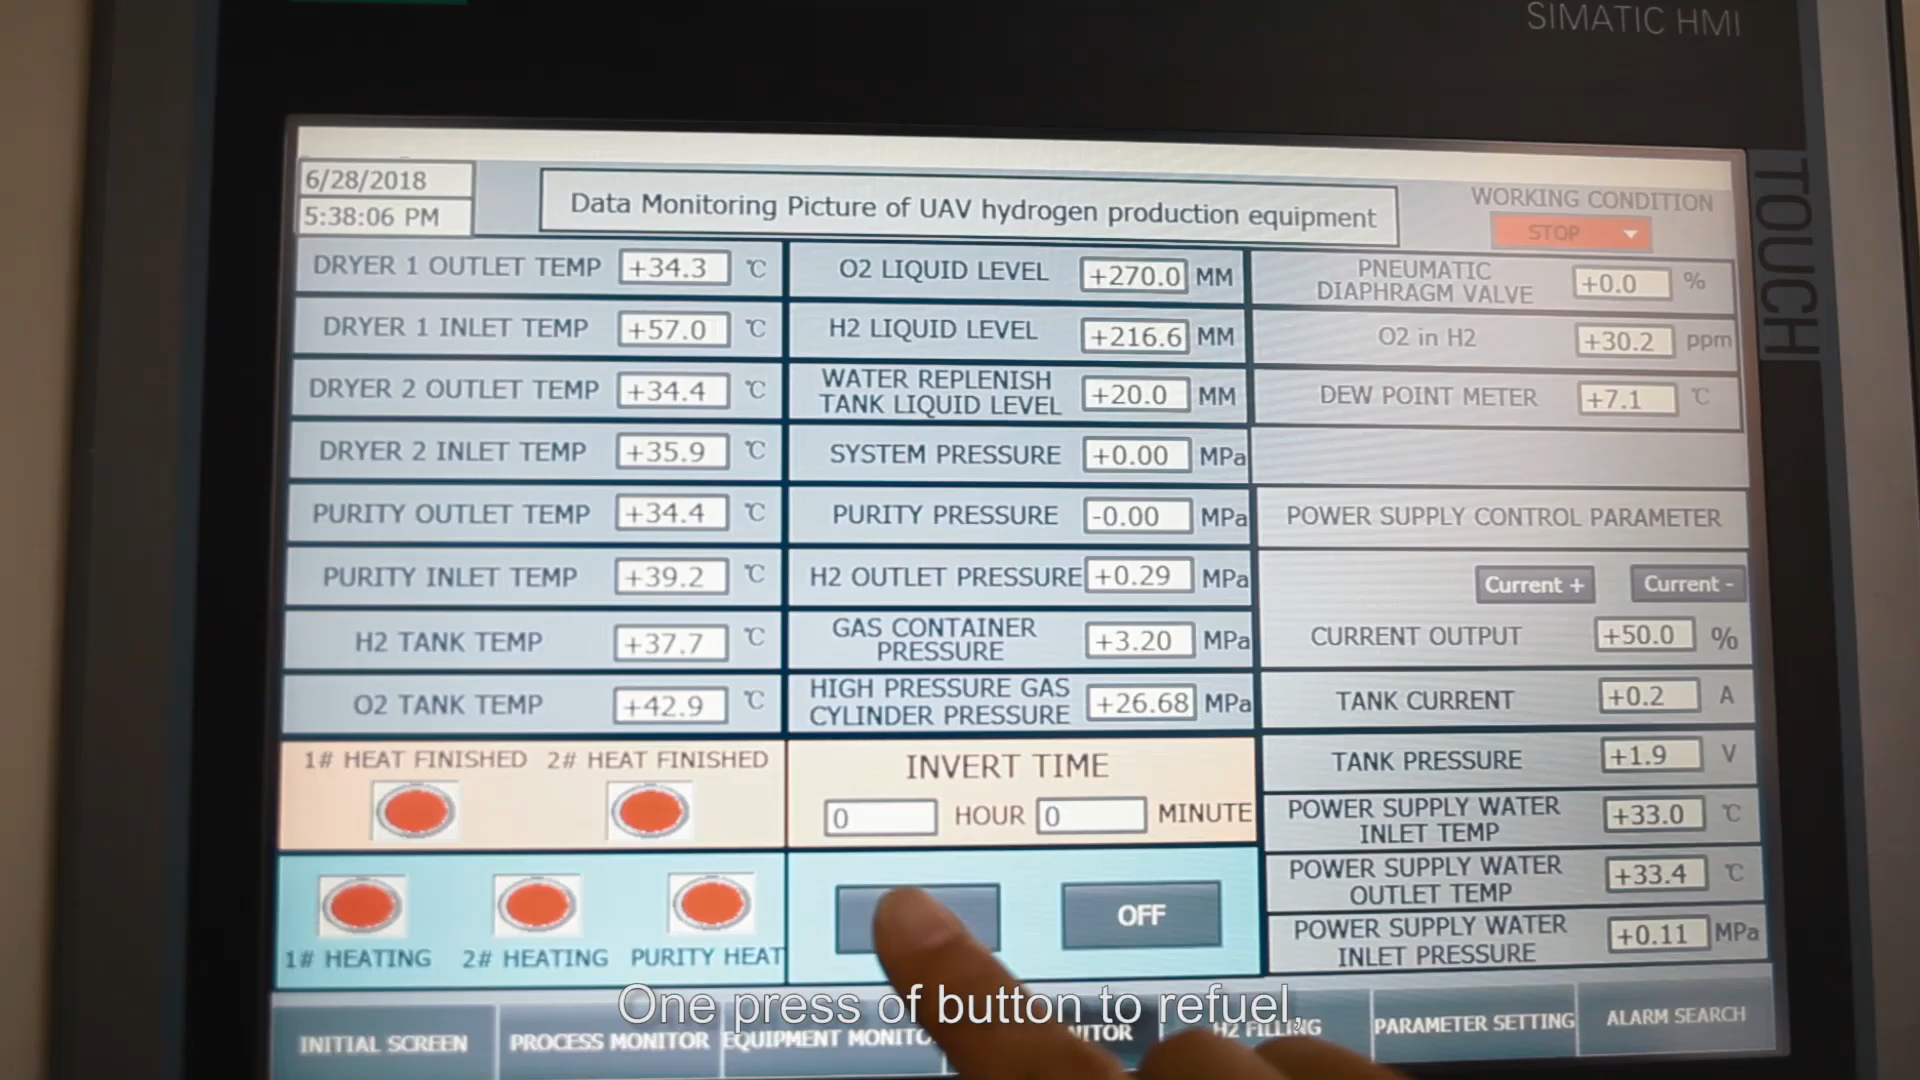 SIMATIC HMI
TOUCH
6/28/2018
5:38:06 PM
Data Monitoring Picture of UAV hydrogen production equipment
WORKING CONDITION
STOP
DRYER 1 OUTLET TEMP +34.3 ℃
DRYER 1 INLET TEMP +57.0 ℃
DRYER 2 OUTLET TEMP +34.4 ℃
DRYER 2 INLET TEMP +35.9 ℃
PURITY OUTLET TEMP +34.4 ℃
PURITY INLET TEMP +39.2 ℃
H2 TANK TEMP +37.7 ℃
O2 TANK TEMP +42.9 ℃
1# HEAT FINISHED 2# HEAT FINISHED
1# HEATING 2# HEATING PURITY HEAT
O2 LIQUID LEVEL +270.0 MM
H2 LIQUID LEVEL +216.6 MM
WATER REPLENISH
TANK LIQUID LEVEL +20.0 MM
SYSTEM PRESSURE +0.00 MPa
PURITY PRESSURE -0.00 MPa
H2 OUTLET PRESSURE +0.29 MPa
GAS CONTAINER
PRESSURE +3.20 MPa
HIGH PRESSURE GAS
CYLINDER PRESSURE +26.68 MPa
INVERT TIME
0 HOUR 0 MINUTE
OFF
PNEUMATIC
DIAPHRAGM VALVE +0.0 %
O2 in H2 +30.2 ppm
DEW POINT METER +7.1 ℃
POWER SUPPLY CONTROL PARAMETER
Current + Current -
CURRENT OUTPUT +50.0 %
TANK CURRENT +0.2 A
TANK PRESSURE +1.9 V
POWER SUPPLY WATER
INLET TEMP +33.0 ℃
POWER SUPPLY WATER
OUTLET TEMP +33.4 ℃
POWER SUPPLY WATER
INLET PRESSURE +0.11 MPa
One press of button to refuel,
INITIAL SCREEN PROCESS MONITOR EQUIPMENT H2 FILLING PARAMETER SETTING ALARM SEARCH